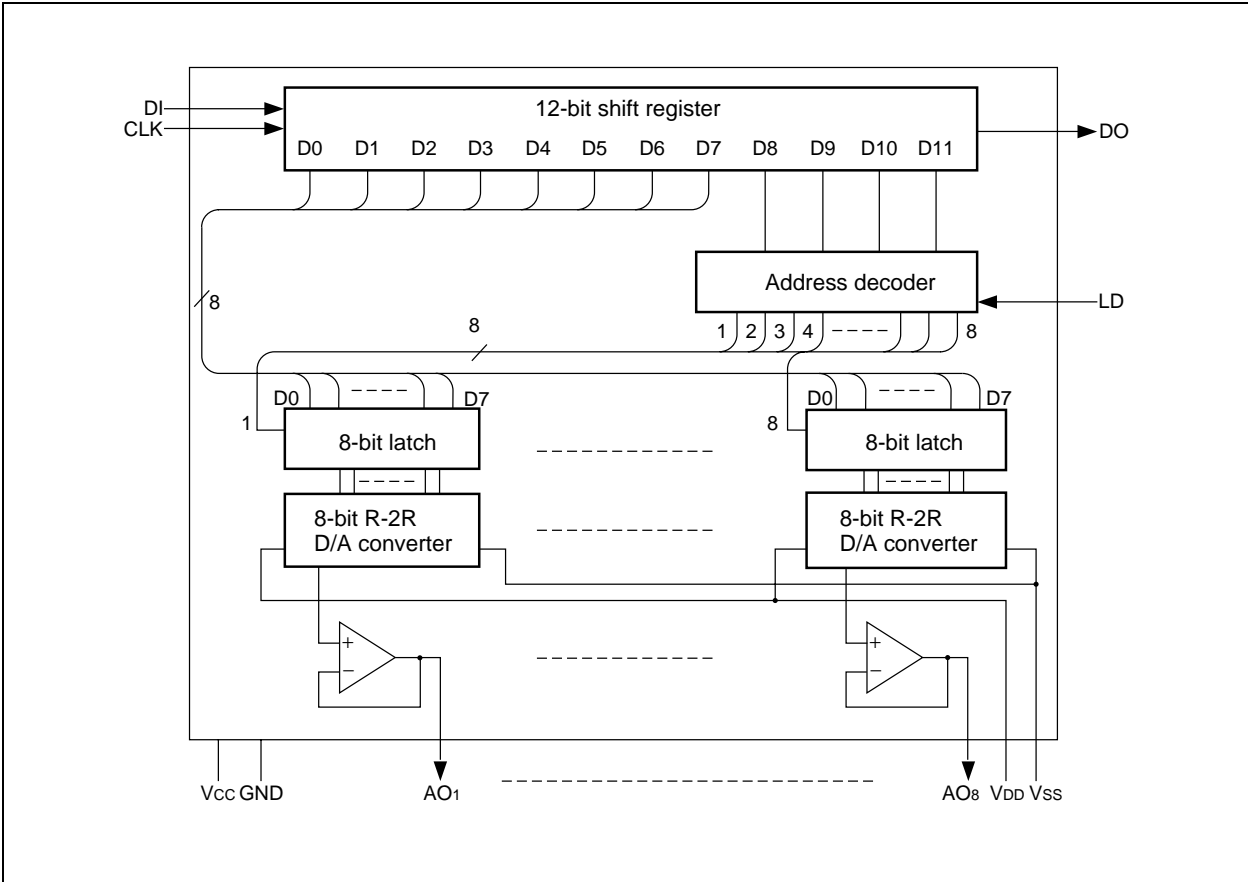 DI
CLK
12-bit shift register
D0 D1 D2 D3 D4 D5 D6 D7 D8 D9 D10 D11
DO
Address decoder
LD
8
1 2 3 4 8
8
D0 D7
1
8-bit latch
D0 D7
8
8-bit latch
8-bit R-2R
D/A converter
8-bit R-2R
D/A converter
+
−
+
−
VCC GND
AO1
AO8
VDD VSS